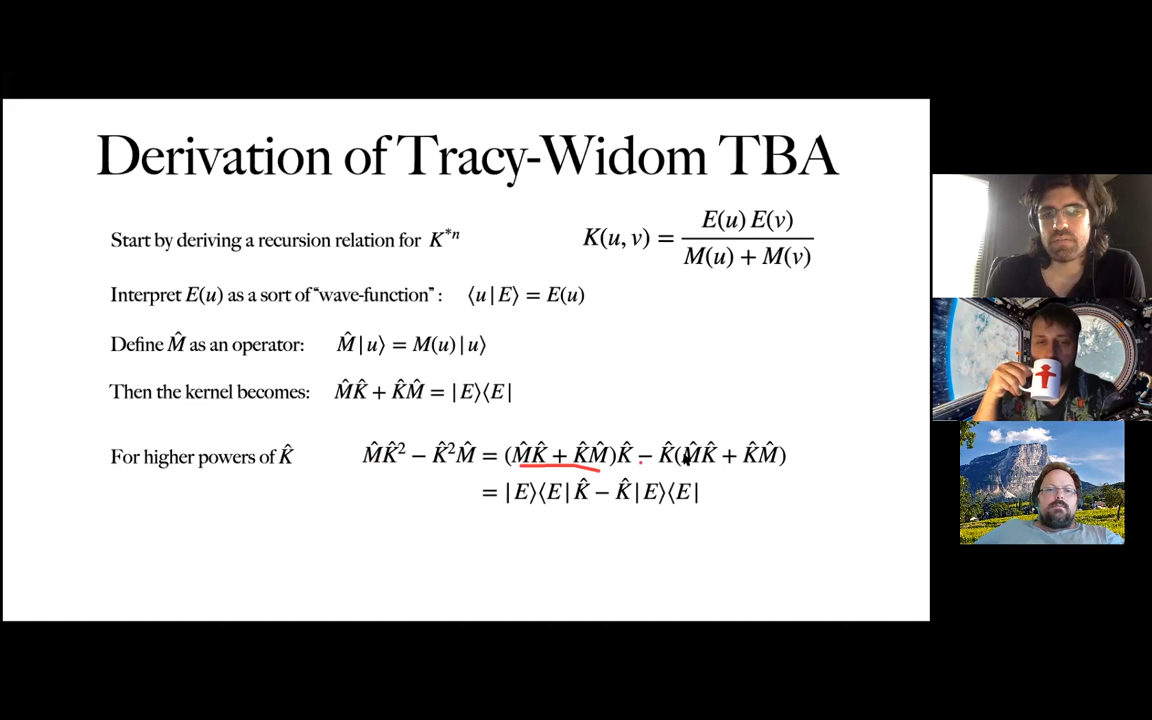 Derivation of Tracy-Widom TBA
Start by deriving a recursion relation for K^{*n}
K(u, v) = \frac{E(u) E(v)}{M(u) + M(v)}
Interpret E(u) as a sort of “wave-function” : ⟨u|E⟩ = E(u)
Define M̂ as an operator: M̂|u⟩ = M(u)|u⟩
Then the kernel becomes: M̂K̂ + K̂M̂ = |E⟩⟨E|
For higher powers of K̂ M̂K̂² − K̂²M̂ = (M̂K̂ + K̂M̂)K̂ − K̂(M̂K̂ + K̂M̂)
= |E⟩⟨E|K̂ − K̂|E⟩⟨E|